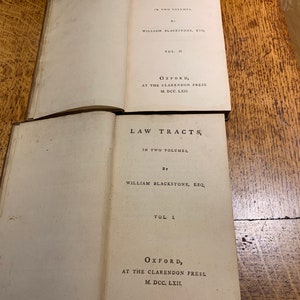 IN TWO VOLUMES.
BY
WILLIAM BLACKSTONE, ESQ.
VOL. II
OXFORD,
AT THE CLARENDON PRESS.
M. DCC. LXII
LAW TRACTS,
IN TWO VOLUMES.
BY
WILLIAM BLACKSTONE, ESQ.
VOL. I.
OXFORD,
AT THE CLARENDON PRESS.
M. DCC. LXII.